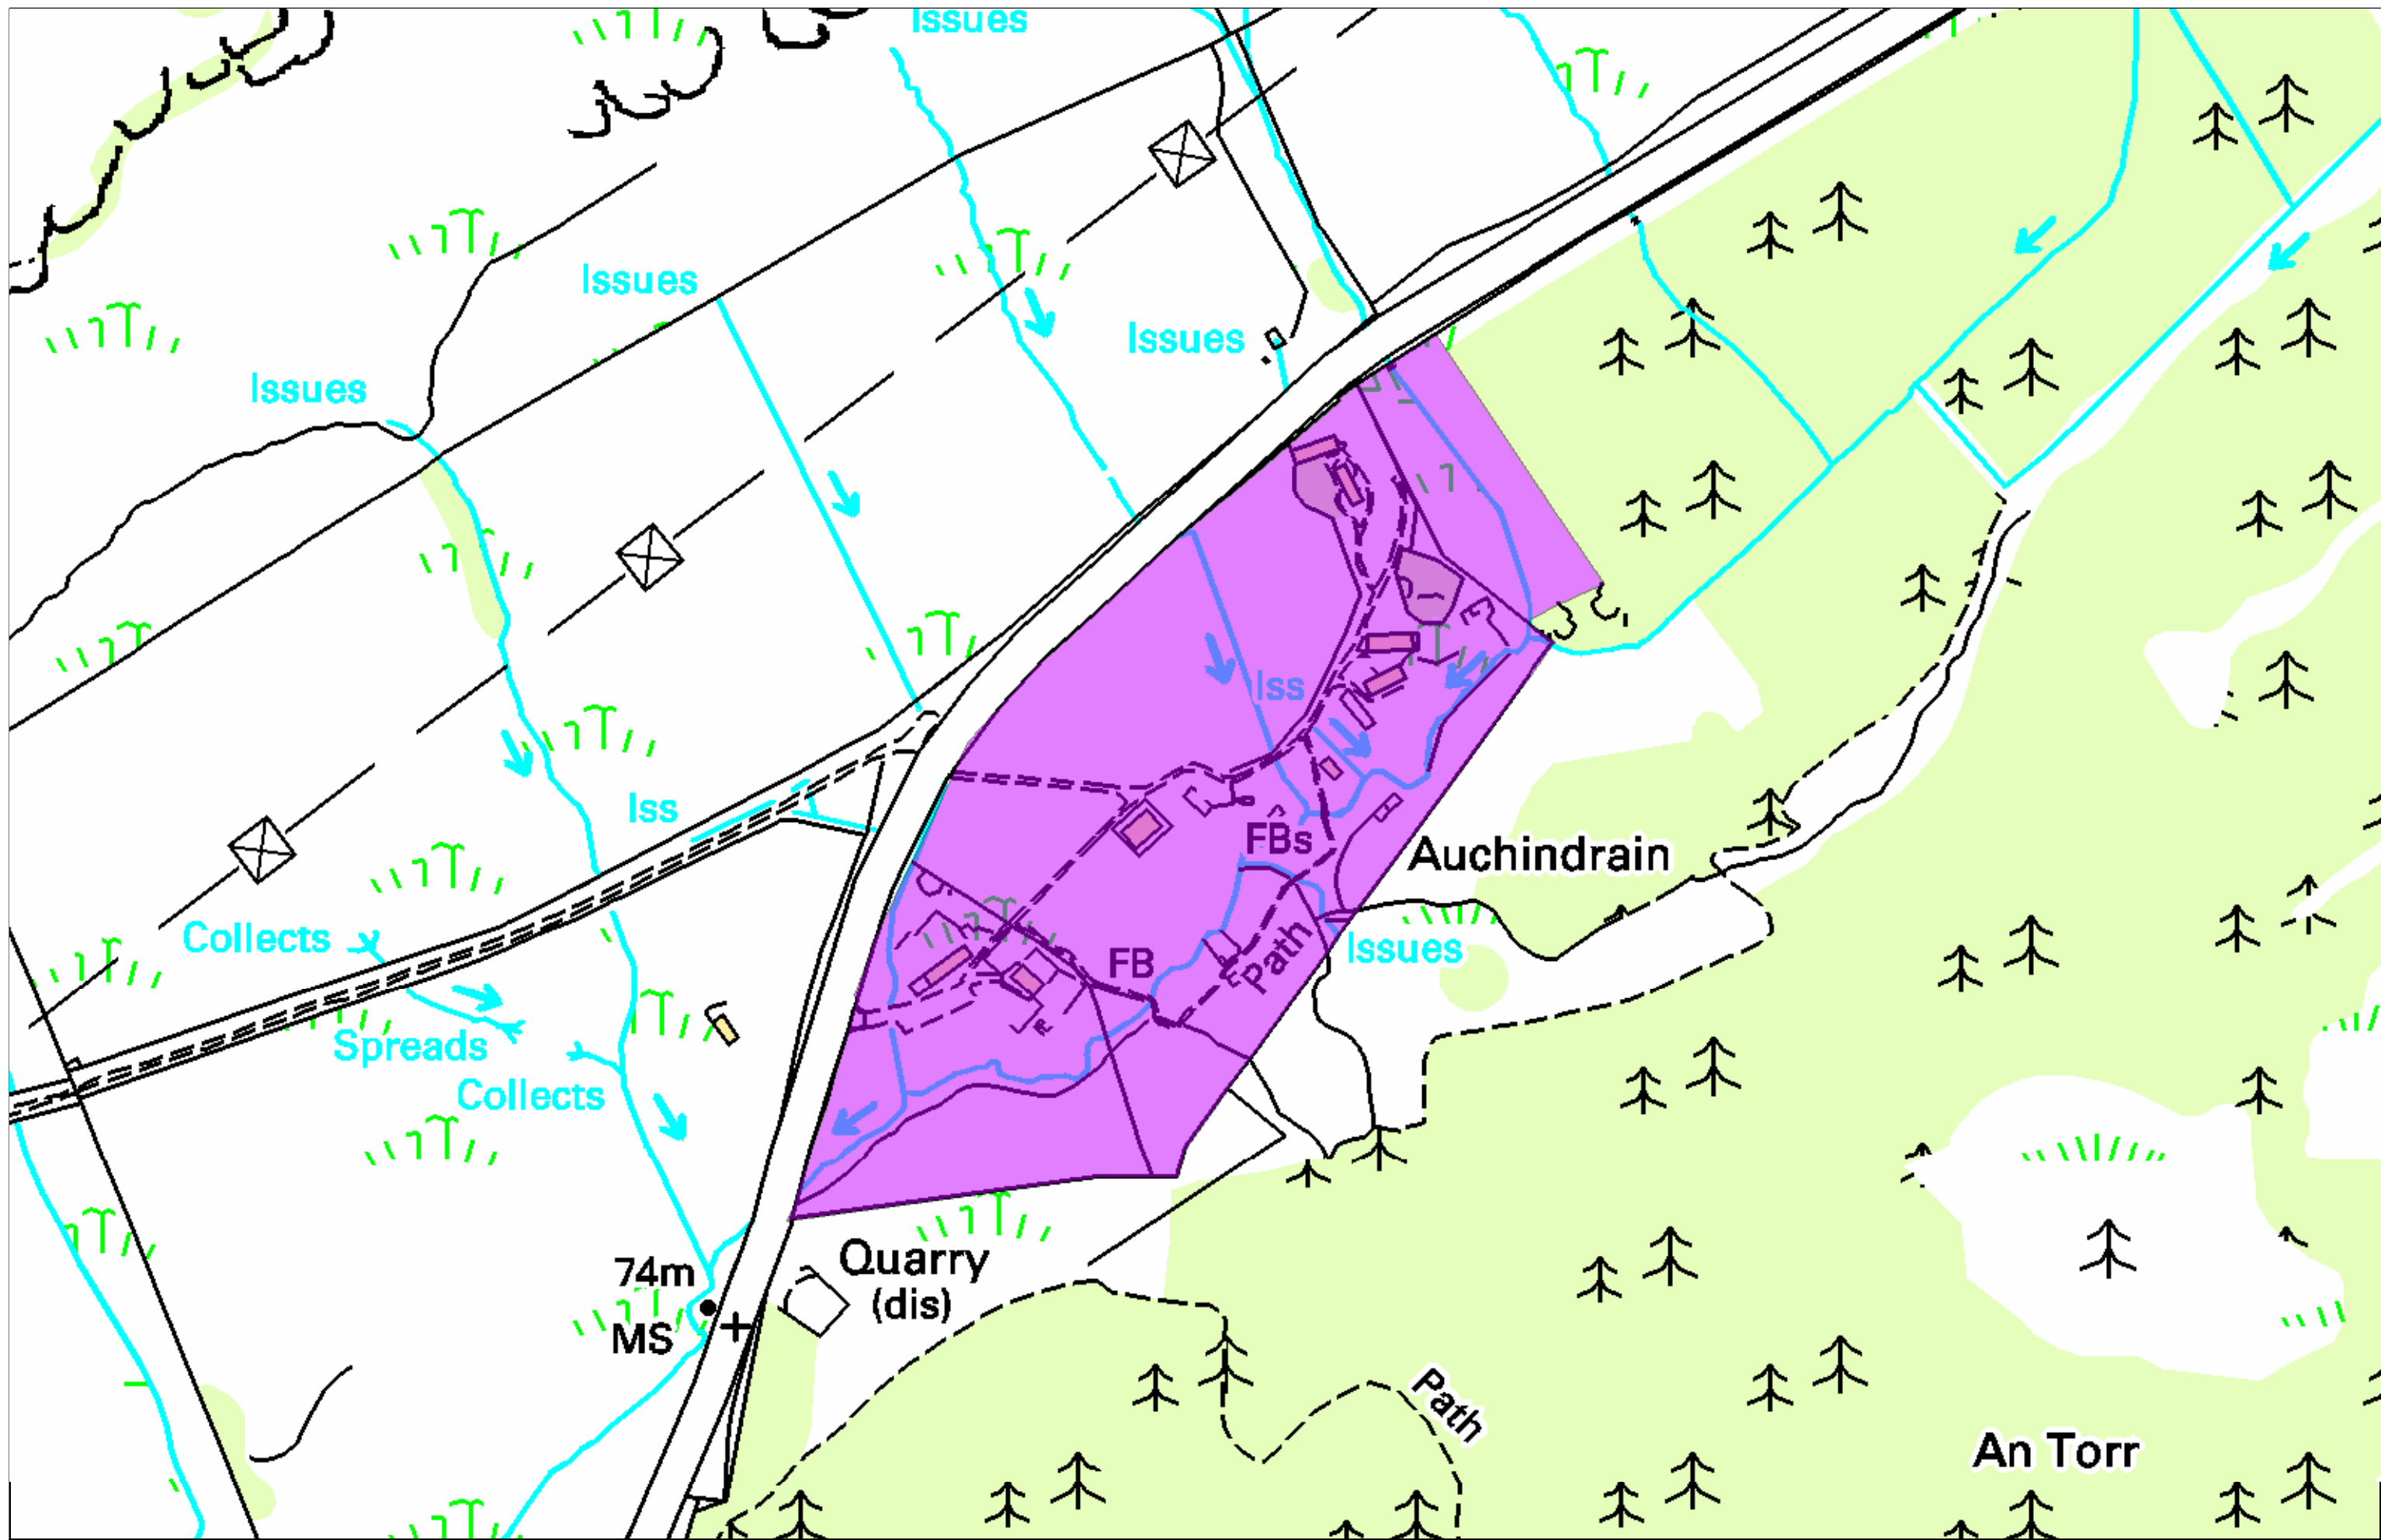 Issues
Issues
Issues
Issues
Iss
Iss
FBs
Auchindrain
Collects
FB
Path
Issues
Spreads
Collects
74m
Quarry
(dis)
MS
Path
An Torr